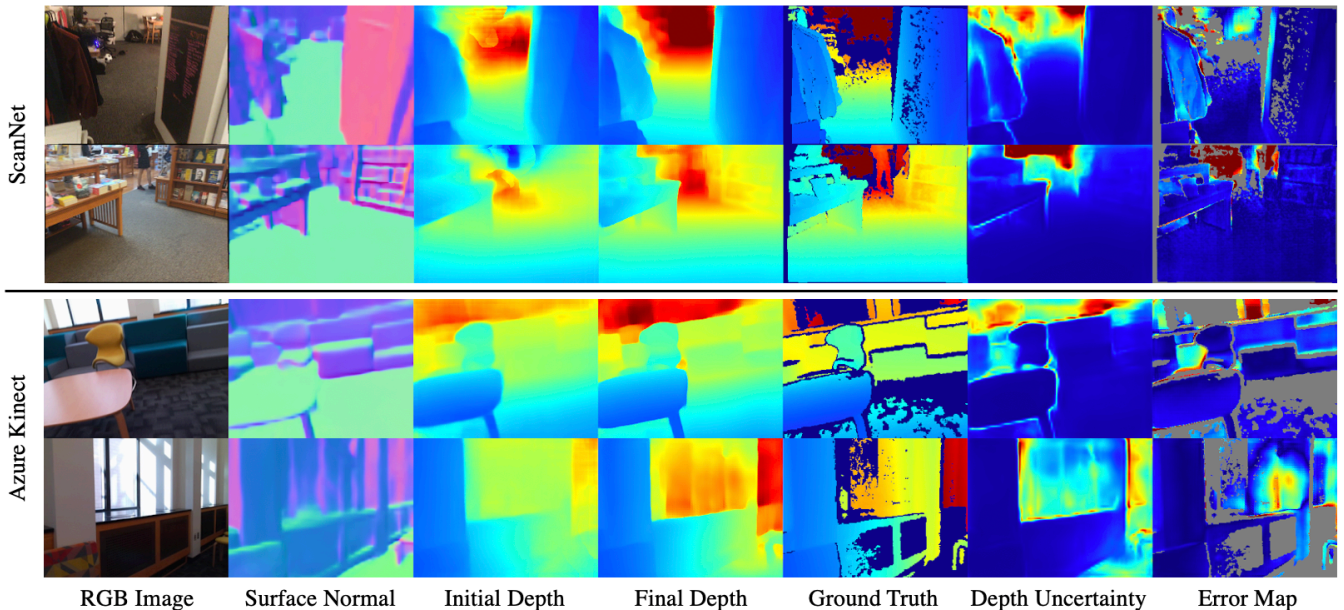 ScanNet
Azure Kinect
RGB Image
Surface Normal
Initial Depth
Final Depth
Ground Truth
Depth Uncertainty
Error Map